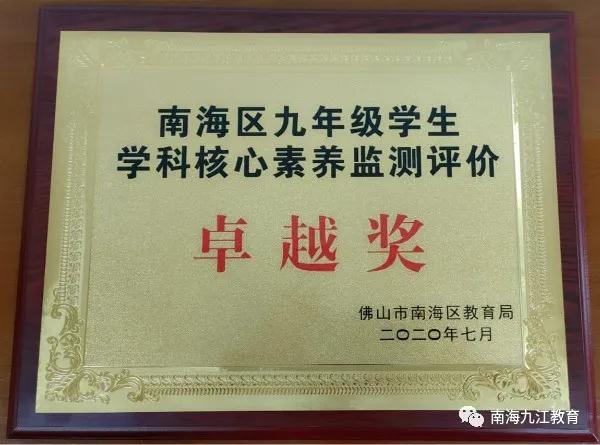 南海区九年级学生
学科核心素养监测评价
卓越奖
佛山市南海区教育局
二〇二〇年七月
南海九江教育